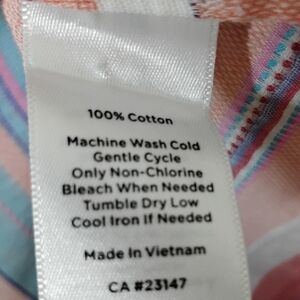 100% Cotton
Machine Wash Cold
Gentle Cycle
Only Non-Chlorine
Bleach When Needed
Tumble Dry Low
Cool Iron If Needed
Made In Vietnam
CA #23147